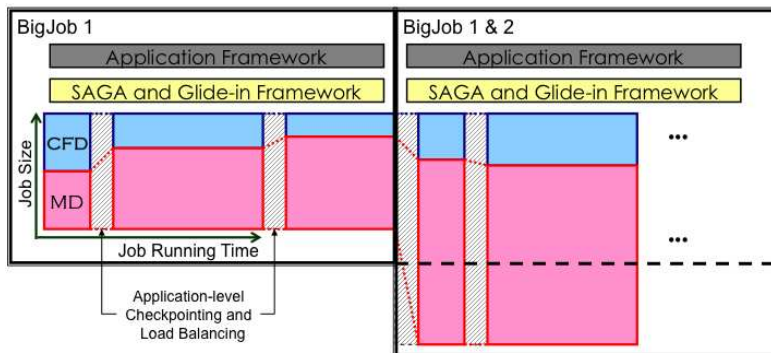 BigJob 1
Application Framework
SAGA and Glide-in Framework
CFD
MD
Job Size
Job Running Time
Application-level
Checkpointing and
Load Balancing
BigJob 1 & 2
Application Framework
SAGA and Glide-in Framework
...
...